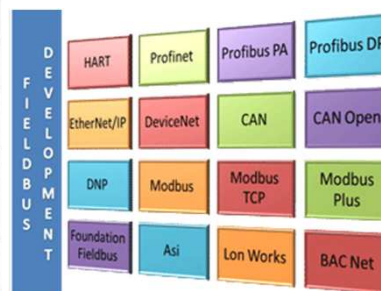 FIELDBUS
DEVELOPMENT
HART
Profinet
Profibus PA
Profibus DP
EtherNet/IP
DeviceNet
CAN
CAN Open
DNP
Modbus
Modbus
TCP
Modbus
Plus
Foundation
Fieldbus
Asi
Lon Works
BAC Net